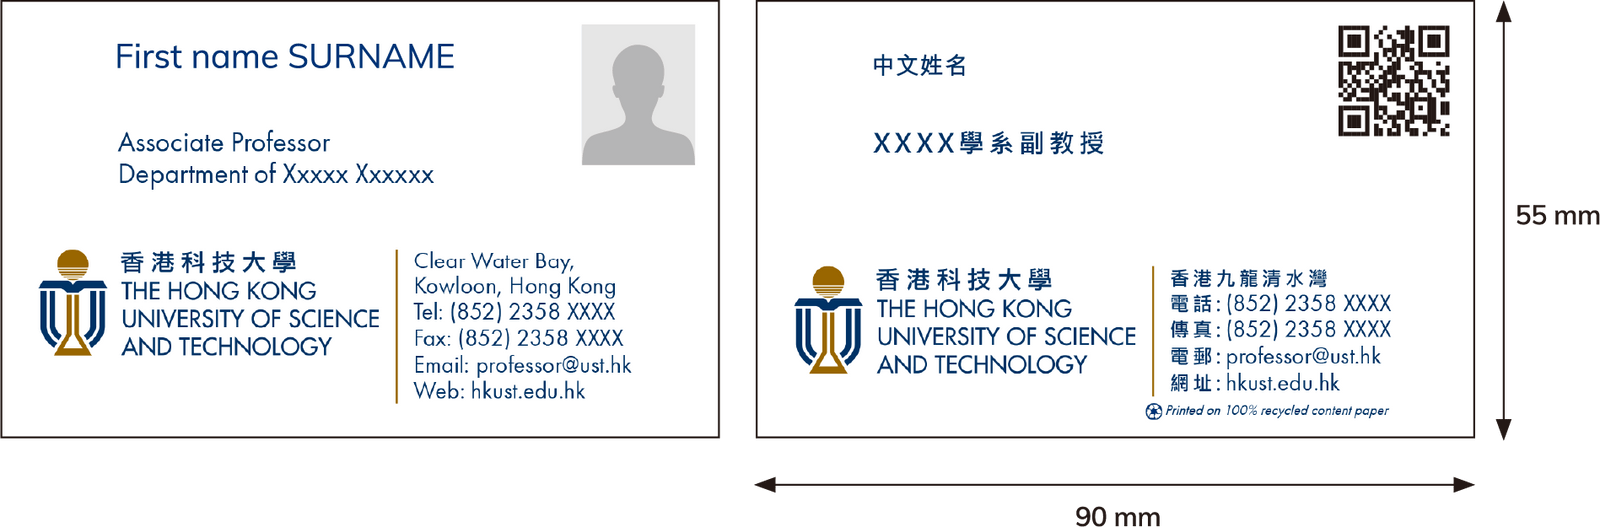 First name SURNAME
Associate Professor
Department of Xxxxx Xxxxxx
香港科技大學
THE HONG KONG
UNIVERSITY OF SCIENCE
AND TECHNOLOGY
Clear Water Bay,
Kowloon, Hong Kong
Tel: (852) 2358 XXXX
Fax: (852) 2358 XXXX
Email: professor@ust.hk
Web: hkust.edu.hk
中文姓名
XXXX學系副教授
香港科技大學
THE HONG KONG
UNIVERSITY OF SCIENCE
AND TECHNOLOGY
香港九龍清水灣
電話: (852) 2358 XXXX
傳真: (852) 2358 XXXX
電郵: professor@ust.hk
網址: hkust.edu.hk
Printed on 100% recycled content paper
55 mm
90 mm